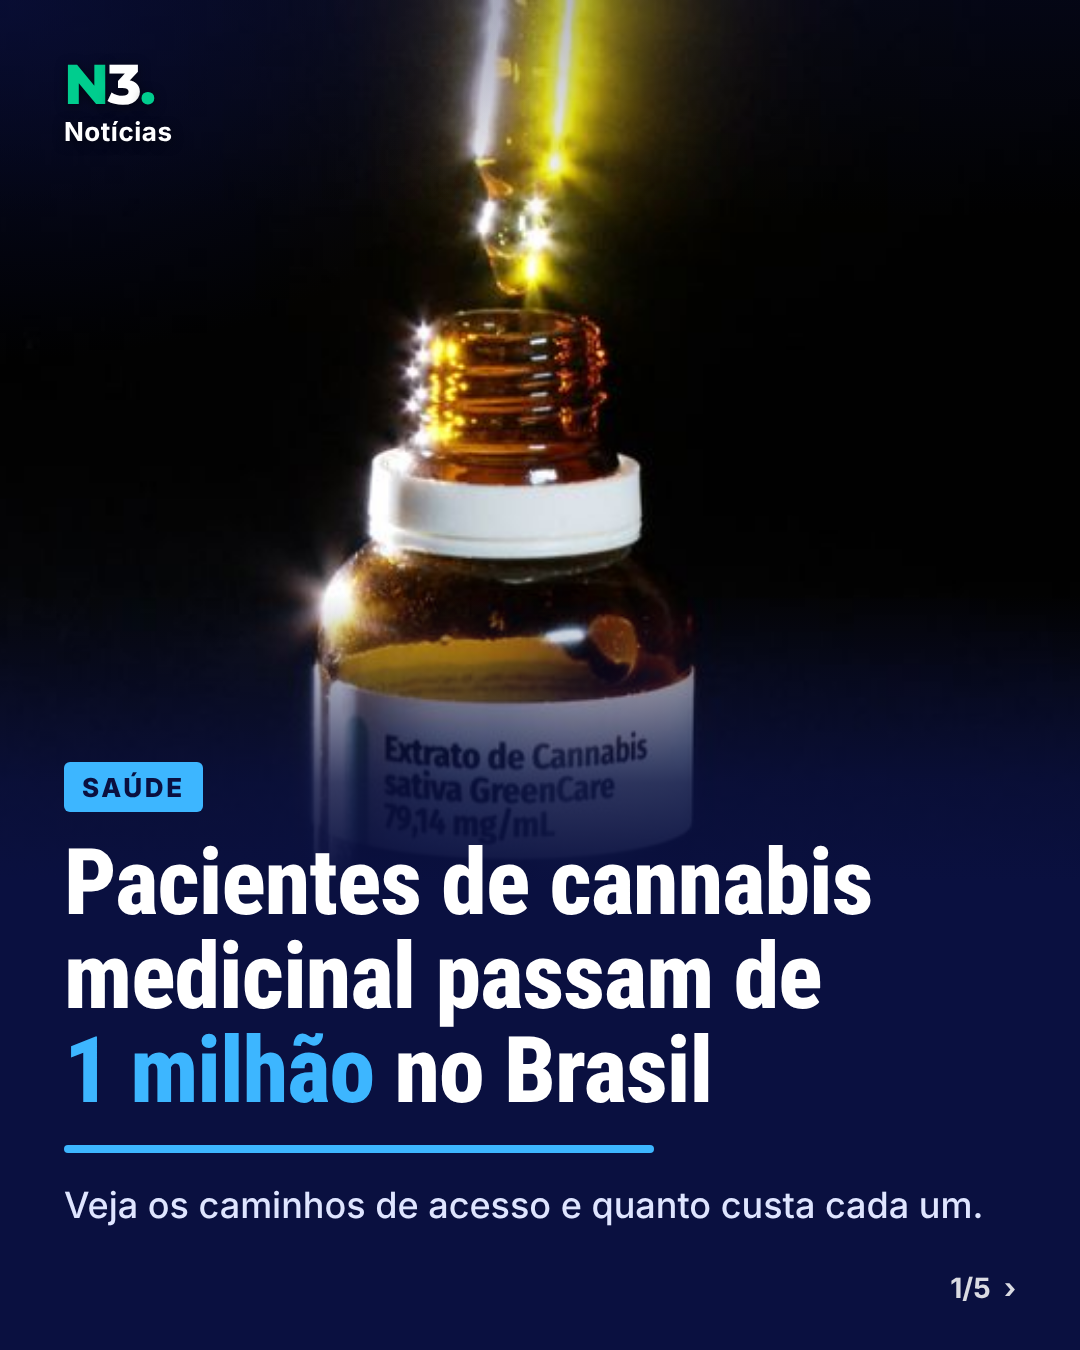 N3.
Notícias
Extrato de Cannabis
sativa GreenCare
79,14 mg/mL
SAÚDE
Pacientes de cannabis
medicinal passam de
1 milhão no Brasil
Veja os caminhos de acesso e quanto custa cada um.
1/5 ›